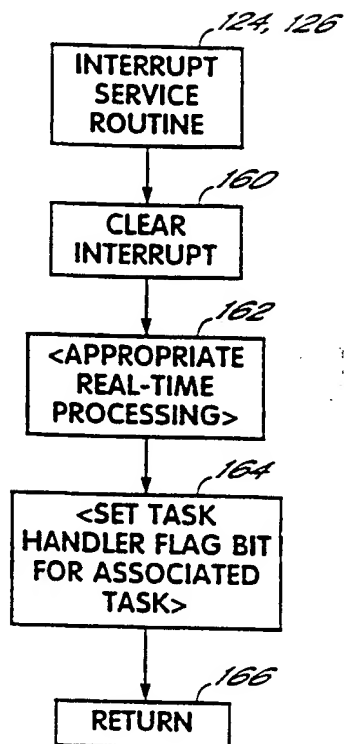 124, 126
INTERRUPT
SERVICE
ROUTINE
160
CLEAR
INTERRUPT
162
<APPROPRIATE
REAL-TIME
PROCESSING>
164
<SET TASK
HANDLER FLAG BIT
FOR ASSOCIATED
TASK>
166
RETURN